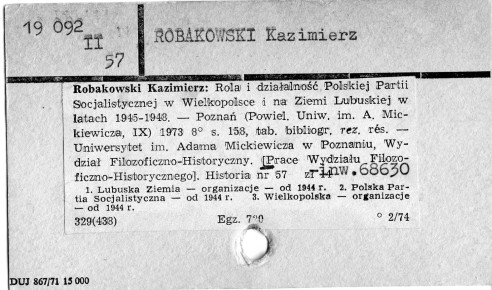 19 092
II
57
ROBAKOWSKI Kazimierz
Robakowski Kazimierz: Rola i działalność Polskiej Partii
Socjalistycznej w Wielkopolsce i na Ziemi Lubuskiej w
latach 1945-1948. — Poznań (Powiel. Uniw. im. A. Mic-
kiewicza, IX) 1973 8° s. 158, tab. bibliogr. rez. rés. —
Uniwersytet im. Adama Mickiewicza w Poznaniu, Wy-
dział Filozoficzno-Historyczny. [Prace Wydziału Filozo-
ficzno-Historycznego]. Historia nr 57 inw. 68630
1. Lubuska Ziemia — organizacje — od 1944 r. 2. Polska Par-
tia Socjalistyczna — od 1944 r. 3. Wielkopolska — organizacje
— od 1944 r.
329(438) Egz. ° 2/74
DUJ 867/71 15 000